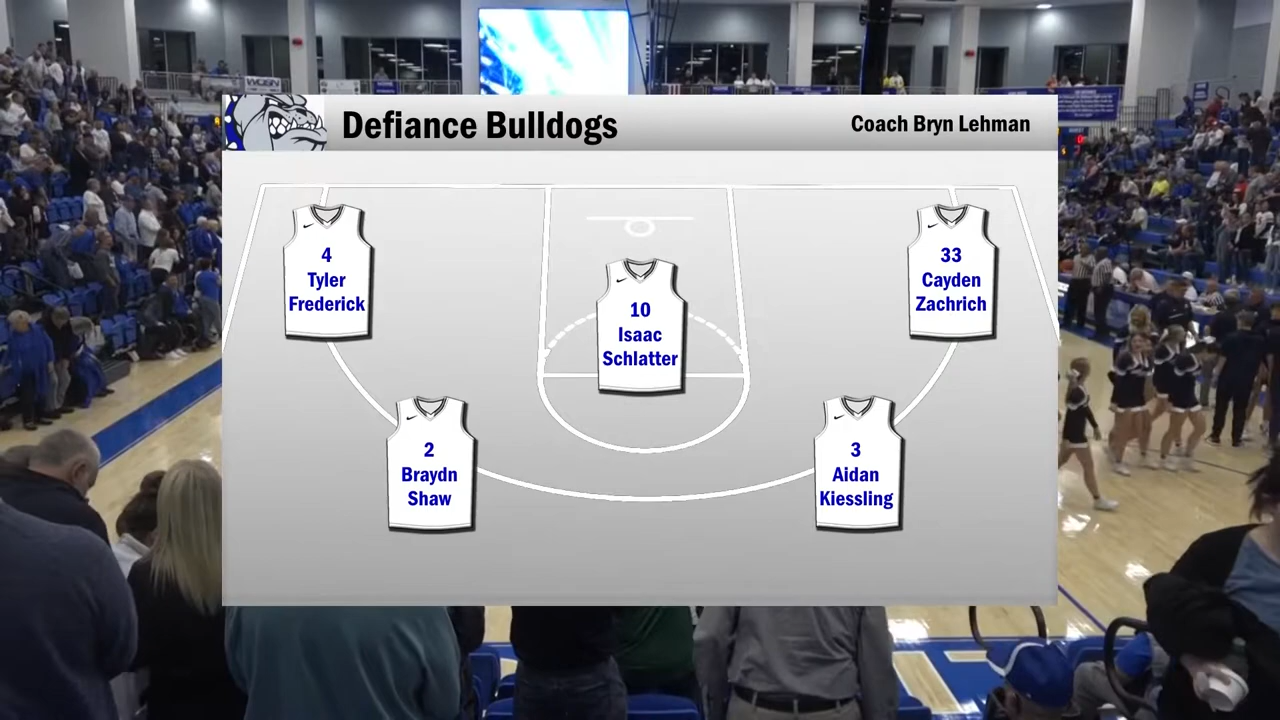 WOSN
Defiance Bulldogs
Coach Bryn Lehman
4
Tyler
Frederick
33
Cayden
Zachrich
10
Isaac
Schlatter
2
Braydn
Shaw
3
Aidan
Kiessling